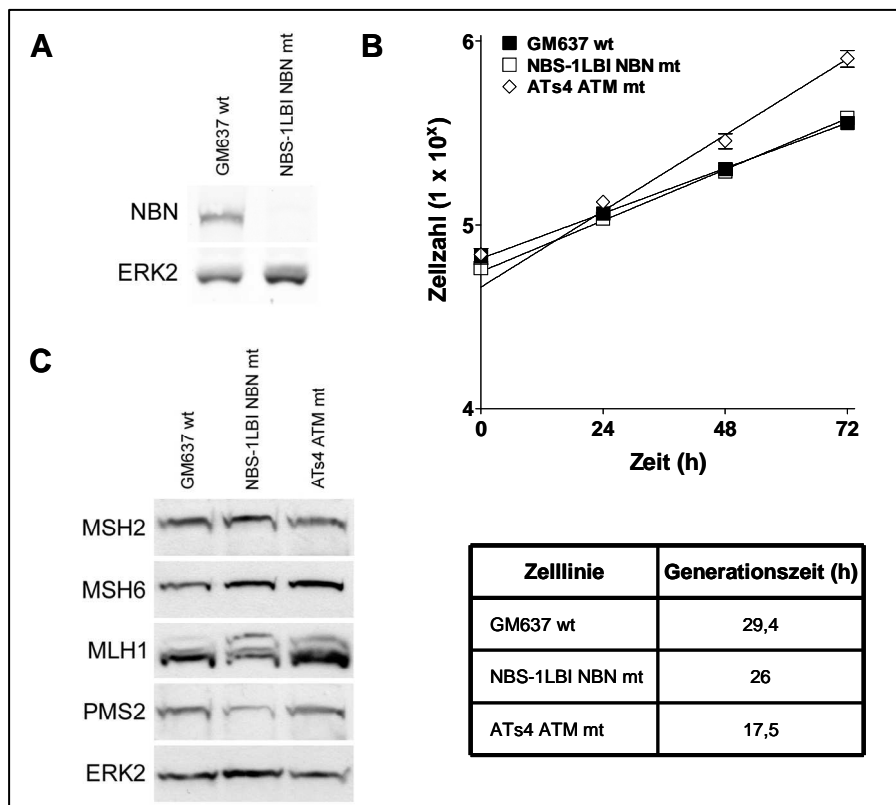 A
GM637 wt
NBS-1LBI NBN mt
NBN
ERK2
B
GM637 wt
NBS-1LBI NBN mt
ATs4 ATM mt
Zellzahl (1 x 10^x)
6
5
4
0 24 48 72
Zeit (h)
C
GM637 wt
NBS-1LBI NBN mt
ATs4 ATM mt
MSH2
MSH6
MLH1
PMS2
ERK2
Zelllinie Generationszeit (h)
GM637 wt 29,4
NBS-1LBI NBN mt 26
ATs4 ATM mt 17,5